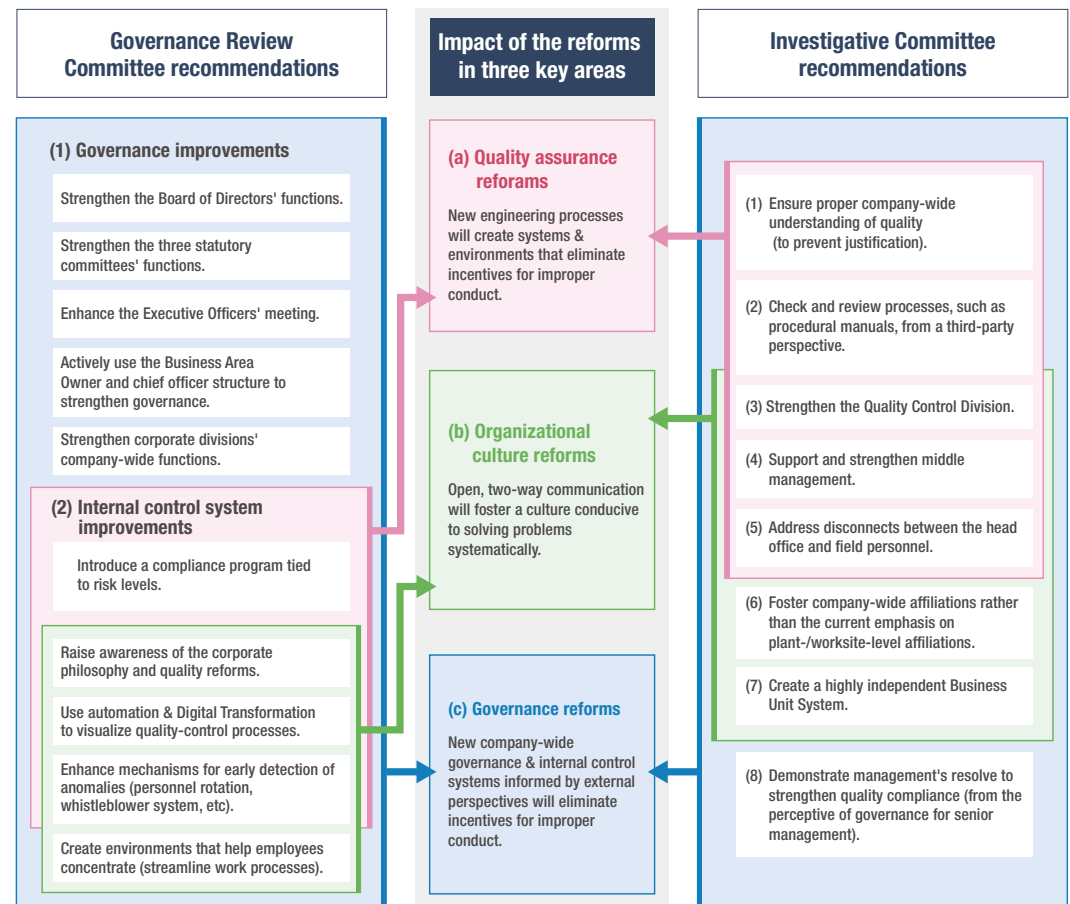 Governance Review
Committee recommendations
(1) Governance improvements
Strengthen the Board of Directors' functions.
Strengthen the three statutory
committees' functions.
Enhance the Executive Officers' meeting.
Actively use the Business Area
Owner and chief officer structure to
strengthen governance.
Strengthen corporate divisions'
company-wide functions.
(2) Internal control system
improvements
Introduce a compliance program tied
to risk levels.
Raise awareness of the corporate
philosophy and quality reforms.
Use automation & Digital Transformation
to visualize quality-control processes.
Enhance mechanisms for early detection of
anomalies (personnel rotation,
whistleblower system, etc).
Create environments that help employees
concentrate (streamline work processes).
Impact of the reforms
in three key areas
(a) Quality assurance
reforams
New engineering processes
will create systems &
environments that eliminate
incentives for improper
conduct.
(b) Organizational
culture reforms
Open, two-way communication
will foster a culture conducive
to solving problems
systematically.
(c) Governance reforms
New company-wide
governance & internal control
systems informed by external
perspectives will eliminate
incentives for improper
conduct.
Investigative Committee
recommendations
(1) Ensure proper company-wide
understanding of quality
(to prevent justification).
(2) Check and review processes, such as
procedural manuals, from a third-party
perspective.
(3) Strengthen the Quality Control Division.
(4) Support and strengthen middle
management.
(5) Address disconnects between the head
office and field personnel.
(6) Foster company-wide affiliations rather
than the current emphasis on
plant-/worksite-level affiliations.
(7) Create a highly independent Business
Unit System.
(8) Demonstrate management's resolve to
strengthen quality compliance (from the
perceptive of governance for senior
management).